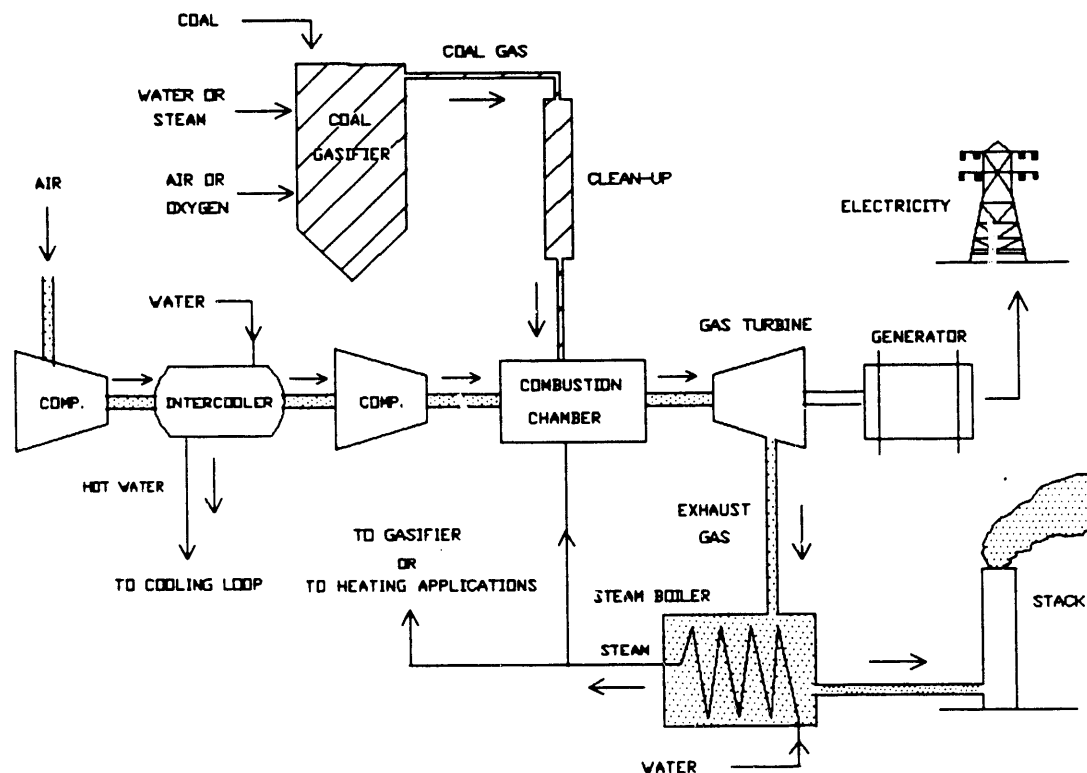 COAL
COAL GAS
WATER OR
STEAM
COAL
GASIFIER
AIR OR
OXYGEN
CLEAN-UP
AIR
ELECTRICITY
WATER
GAS TURBINE
GENERATOR
COMP.
INTERCOOLER
COMP.
COMBUSTION
CHAMBER
HOT WATER
EXHAUST
GAS
TO COOLING LOOP
TO GASIFIER
OR
TO HEATING APPLICATIONS
STEAM BOILER
STACK
STEAM
WATER